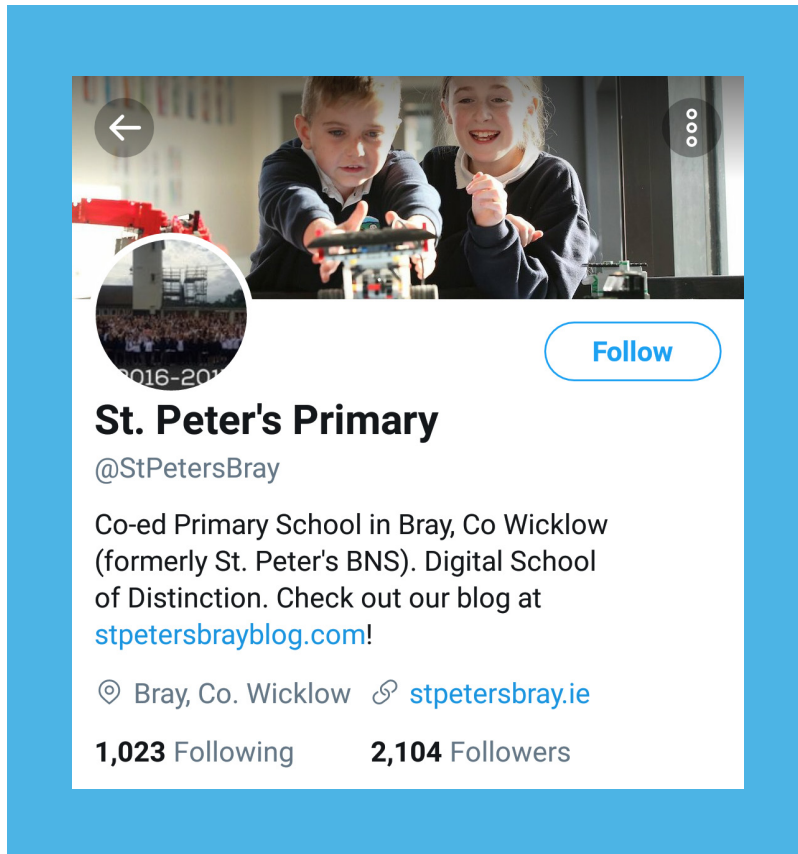 Follow
St. Peter's Primary
@StPetersBray
Co-ed Primary School in Bray, Co Wicklow
(formerly St. Peter's BNS). Digital School
of Distinction. Check out our blog at
stpetersbrayblog.com!
Bray, Co. Wicklow stpetersbray.ie
1,023 Following 2,104 Followers